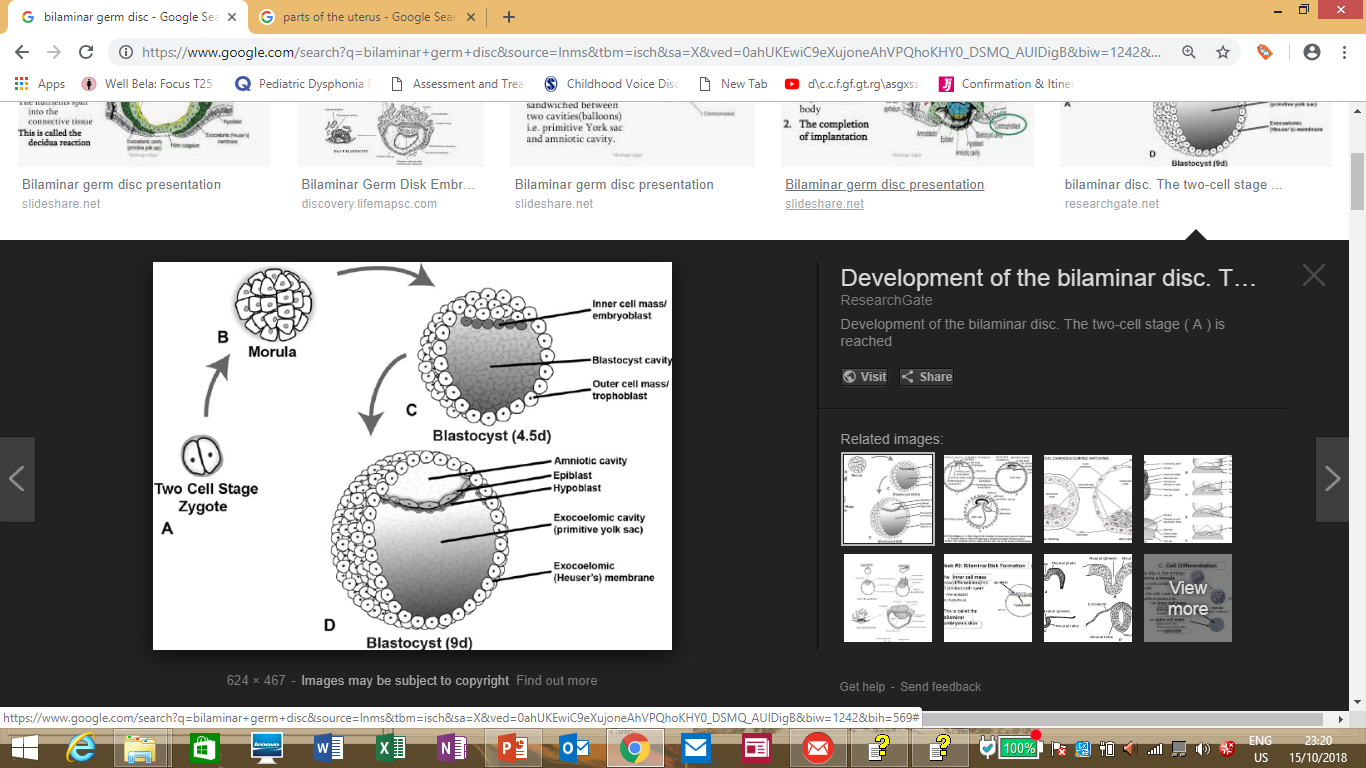 bilaminar germ disc - Google Sea
parts of the uterus - Google Sear
https://www.google.com/search?q=bilaminar+germ+disc&source=lnms&tbm=isch&sa=X&ved=0ahUKEwiC9eXujoneAhVPQhoKHY0_DSMQ_AUIDigB&biw=1242&...
Apps
Well Bela: Focus T25
Pediatric Dysphonia
Assessment and Trea
Childhood Voice Diso
New Tab
d\c.c.f.gf.gt.rg\asgxss
Confirmation & Itiner
into the
connective tissue
This is called the
decidua reaction
sandwiched between
two cavities(balloons)
i.e. primitive York sac
and amniotic cavity.
body
2. The completion
of implantation
D
Blastocyst (9d)
Bilaminar germ disc presentation
slideshare.net
Bilaminar Germ Disk Embr...
discovery.lifemapsc.com
Bilaminar germ disc presentation
slideshare.net
Bilaminar germ disc presentation
slideshare.net
bilaminar disc. The two-cell stage ...
researchgate.net
B
Morula
Inner cell mass/
embryoblast
Blastocyst cavity
Outer cell mass/
trophoblast
C
Blastocyst (4.5d)
Two Cell Stage
Zygote
A
Amniotic cavity
Epiblast
Hypoblast
Exocoelomic cavity
(primitive yolk sac)
Exocoelomic
(Heuser's) membrane
D
Blastocyst (9d)
624 × 467 - Images may be subject to copyright Find out more
Development of the bilaminar disc. T...
ResearchGate
Development of the bilaminar disc. The two-cell stage ( A ) is
reached
Visit
Share
Related images:
View
more
Get help - Send feedback
https://www.google.com/search?q=bilaminar+germ+disc&source=lnms&tbm=isch&sa=X&ved=0ahUKEwiC9eXujoneAhVPQhoKHY0_DSMQ_AUIDigB&biw=1242&bih=569#
100%
ENG
US
23:20
15/10/2018